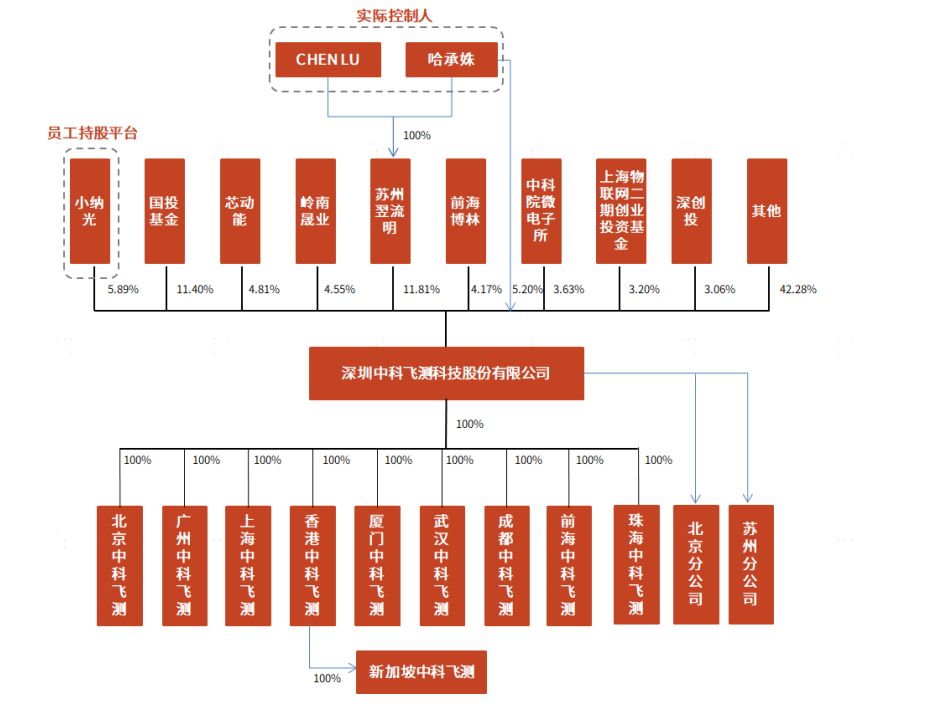 实际控制人
CHEN LU
哈承姝
100%
员工持股平台
小纳
光
国投
基金
芯动
能
岭南
晟业
苏州
翌流
明
前海
博林
中科
院微
电子
所
上海物
联网二
期创业
投资基
金
深创
投
其他
5.89%
11.40%
4.81%
4.55%
11.81%
4.17%
5.20%
3.63%
3.20%
3.06%
42.28%
深圳中科飞测科技股份有限公司
100%
100%
100%
100%
100%
100%
100%
100%
100%
100%
北京中科飞测
广州中科飞测
上海中科飞测
香港中科飞测
厦门中科飞测
武汉中科飞测
成都中科飞测
前海中科飞测
珠海中科飞测
北京分公司
苏州分公司
100%
新加坡中科飞测